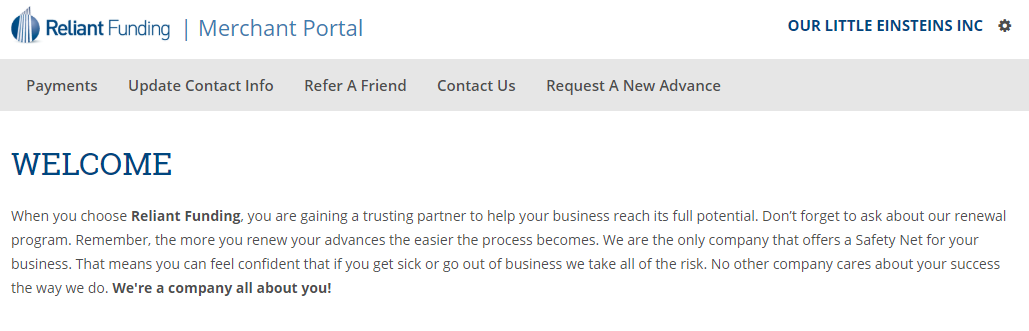 Reliant Funding | Merchant Portal
OUR LITTLE EINSTEINS INC
Payments Update Contact Info Refer A Friend Contact Us Request A New Advance
WELCOME
When you choose Reliant Funding, you are gaining a trusting partner to help your business reach its full potential. Don't forget to ask about our renewal
program. Remember, the more you renew your advances the easier the process becomes. We are the only company that offers a Safety Net for your
business. That means you can feel confident that if you get sick or go out of business we take all of the risk. No other company cares about your success
the way we do. We're a company all about you!